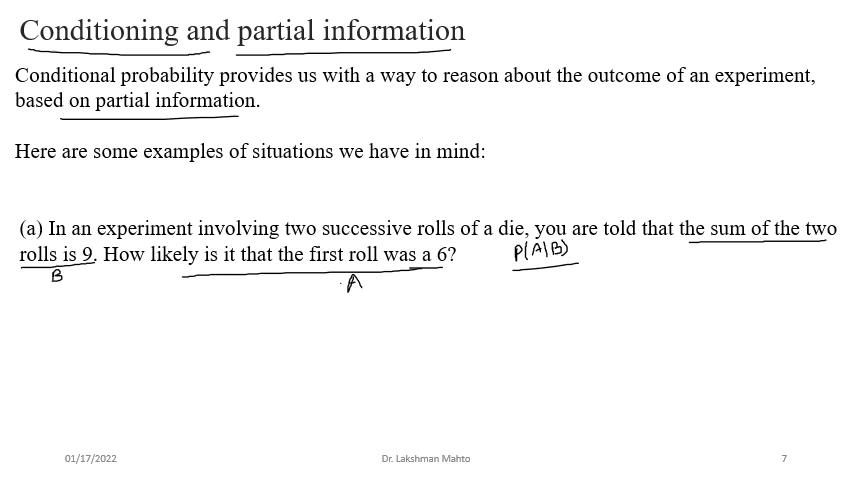 Conditioning and partial information
Conditional probability provides us with a way to reason about the outcome of an experiment,
based on partial information.
Here are some examples of situations we have in mind:
(a) In an experiment involving two successive rolls of a die, you are told that the sum of the two
rolls is 9. How likely is it that the first roll was a 6? P(A|B)
B A
01/17/2022 Dr. Lakshman Mahto 7